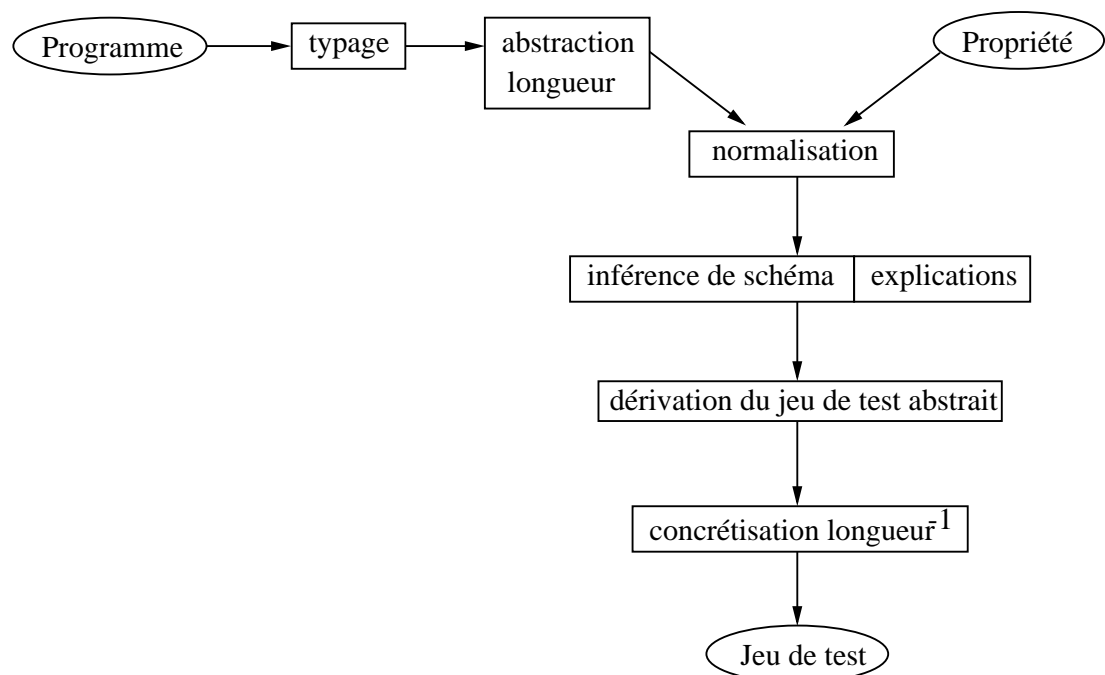 Programme
typage
abstraction
longueur
Propriété
normalisation
inférence de schéma
explications
dérivation du jeu de test abstrait
concrétisation longueur-1
Jeu de test